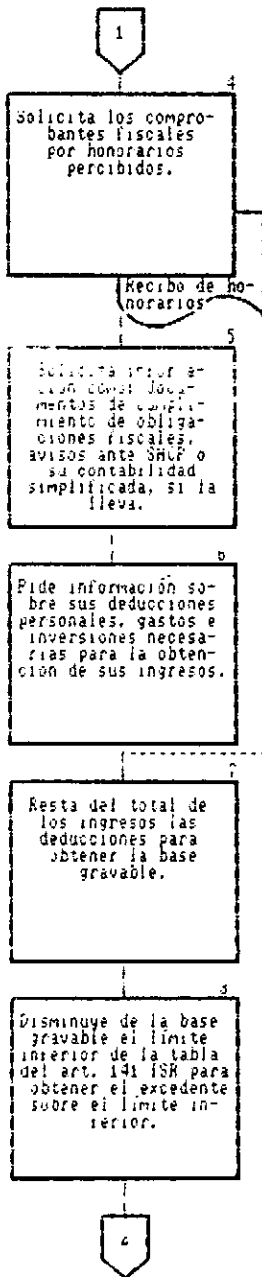 1
4
Solicita los compro-
bantes fiscales
por honorarios
percibidos.
Recibo de ho-
norarios
5
Solicita
mentos de cumpli-
miento de obliga-
ciones fiscales,
avisos ante SHCP o
su contabilidad
simplificada, si la
lleva.
6
Pide información so-
bre sus deducciones
personales, gastos e
inversiones necesa-
rias para la obten-
ción de sus ingresos.
Resta del total de
los ingresos las
deducciones para
obtener la base
gravable.
Disminuye de la base
gravable el límite
inferior de la tabla
del art. 141 ISR para
obtener el excedente
sobre el límite in-
ferior.